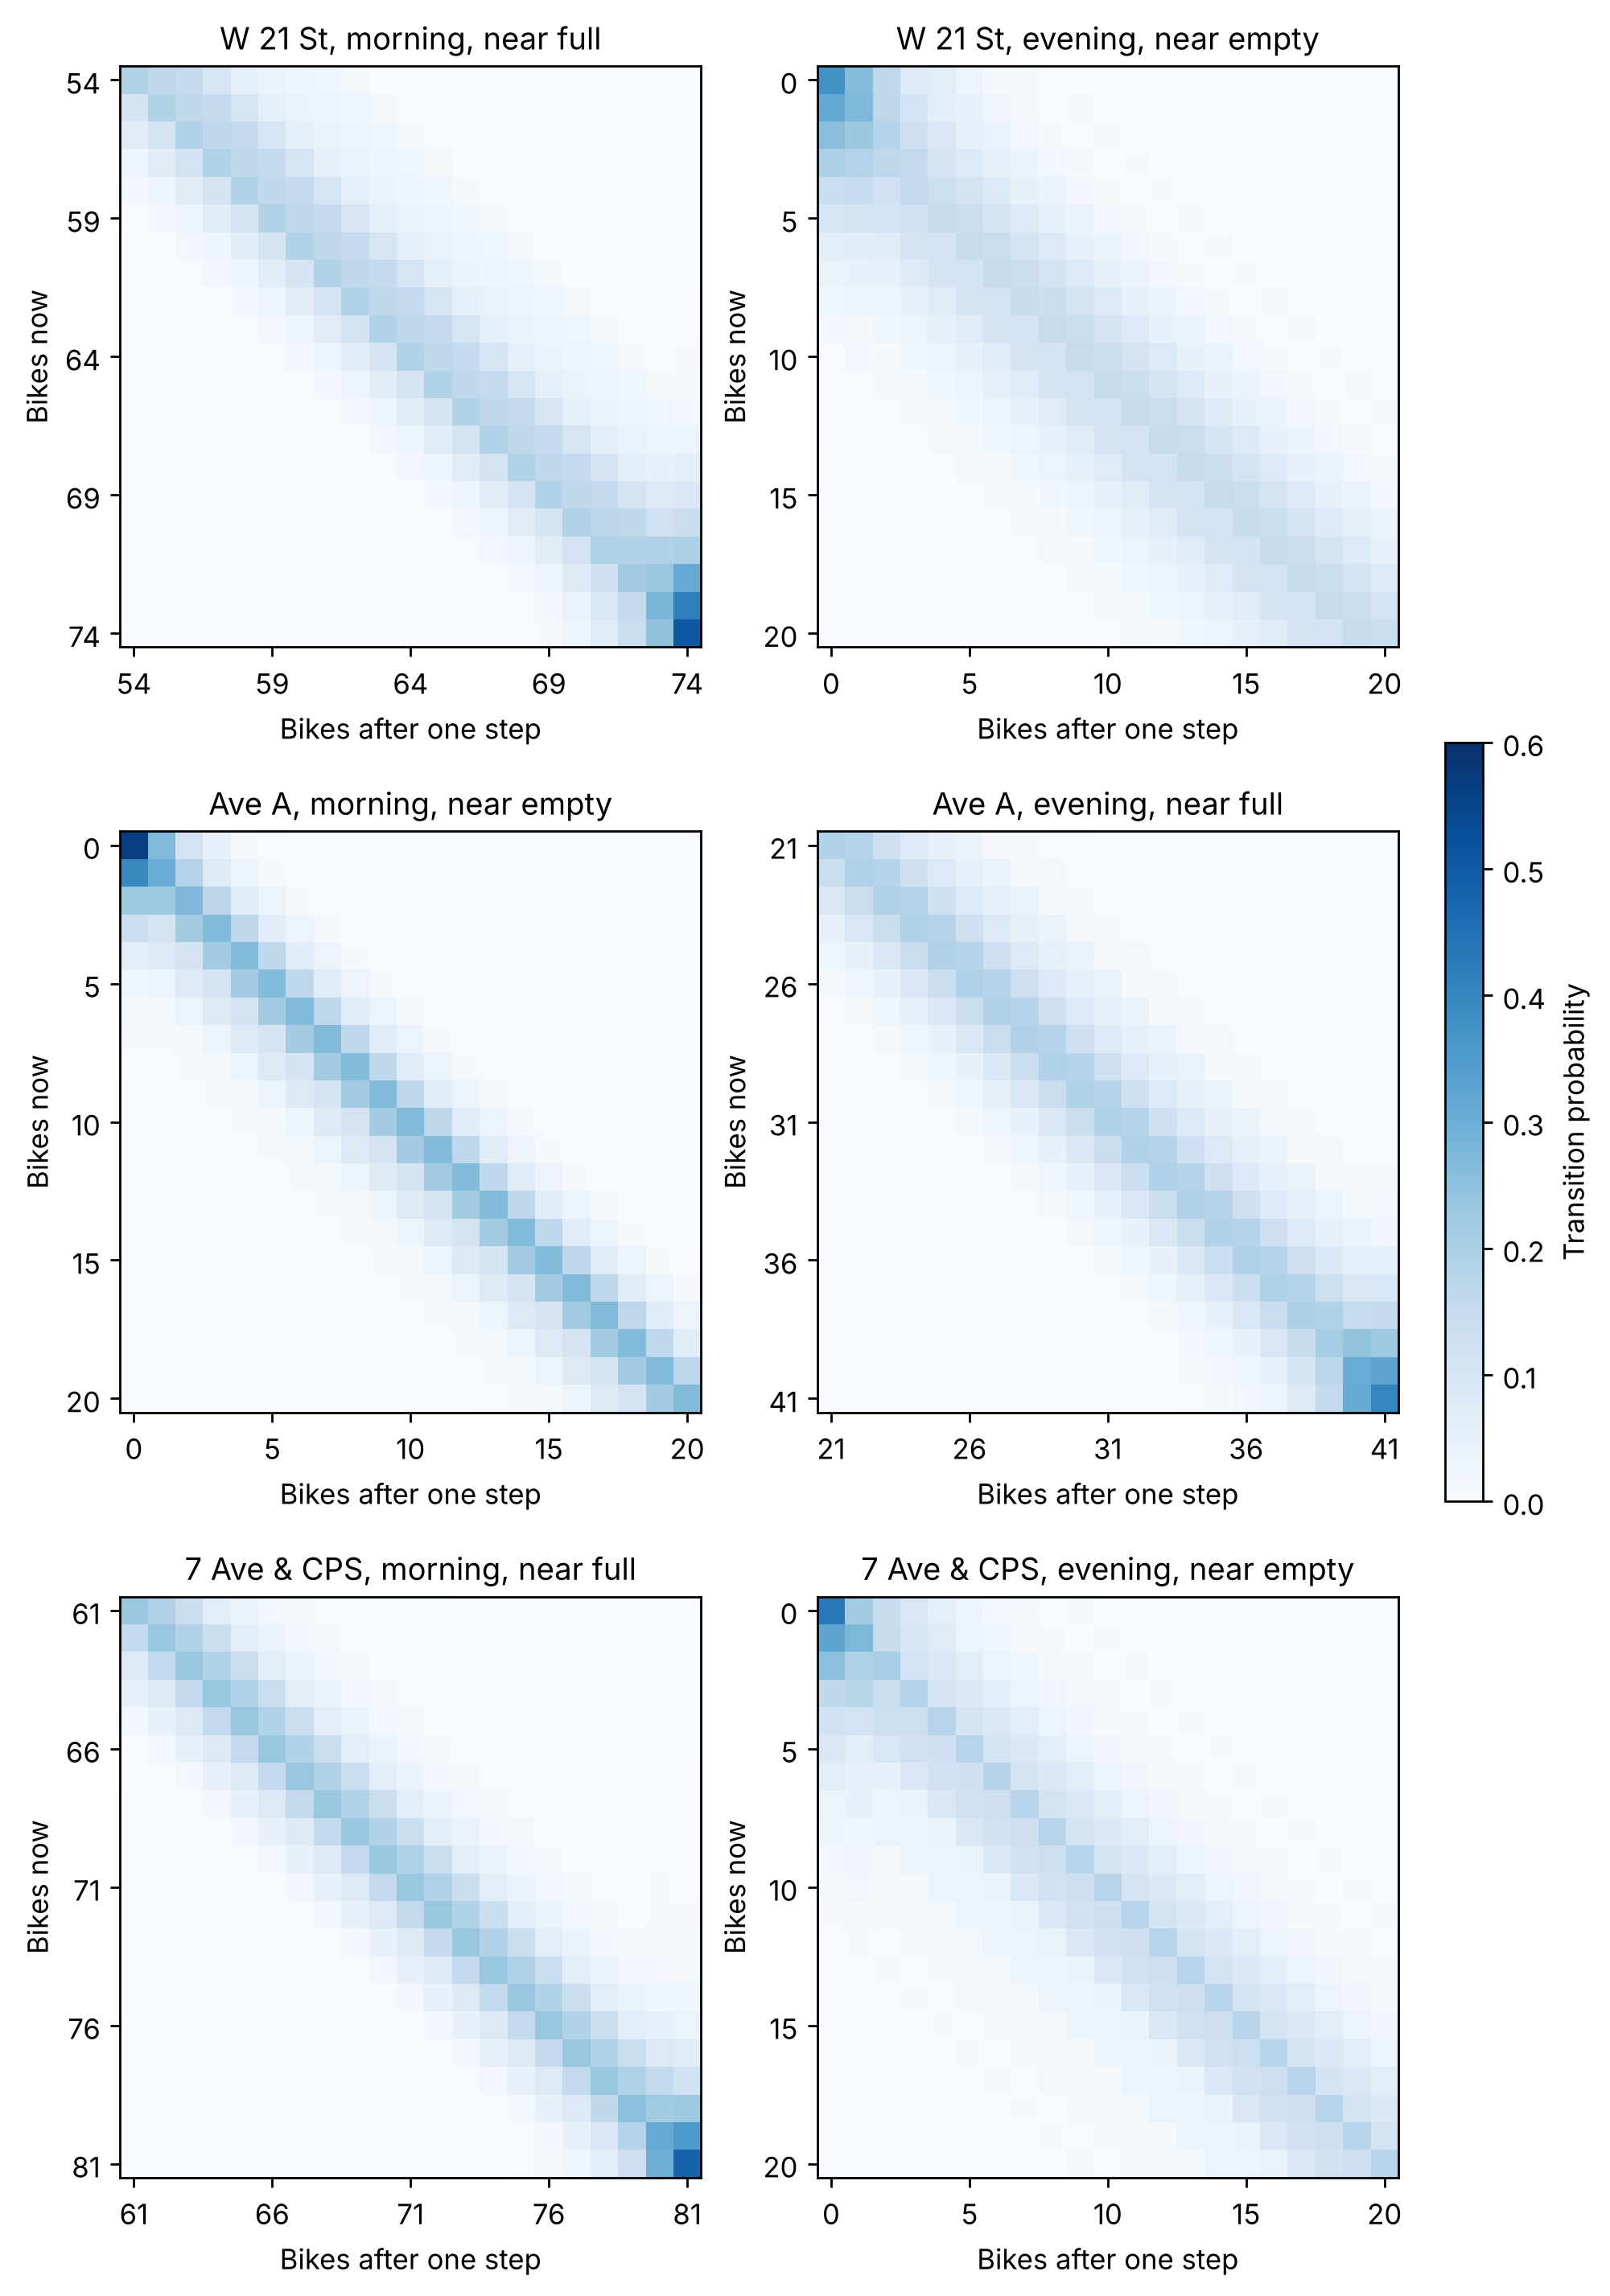 W 21 St, morning, near full
54
59
64
69
74
Bikes now
54 59 64 69 74
Bikes after one step
W 21 St, evening, near empty
0
5
10
15
20
Bikes now
0 5 10 15 20
Bikes after one step
Ave A, morning, near empty
0
5
10
15
20
Bikes now
0 5 10 15 20
Bikes after one step
Ave A, evening, near full
21
26
31
36
41
Bikes now
21 26 31 36 41
Bikes after one step
0.6
0.5
0.4
0.3
0.2
0.1
0.0
Transition probability
7 Ave & CPS, morning, near full
61
66
71
76
81
Bikes now
61 66 71 76 81
Bikes after one step
7 Ave & CPS, evening, near empty
0
5
10
15
20
Bikes now
0 5 10 15 20
Bikes after one step